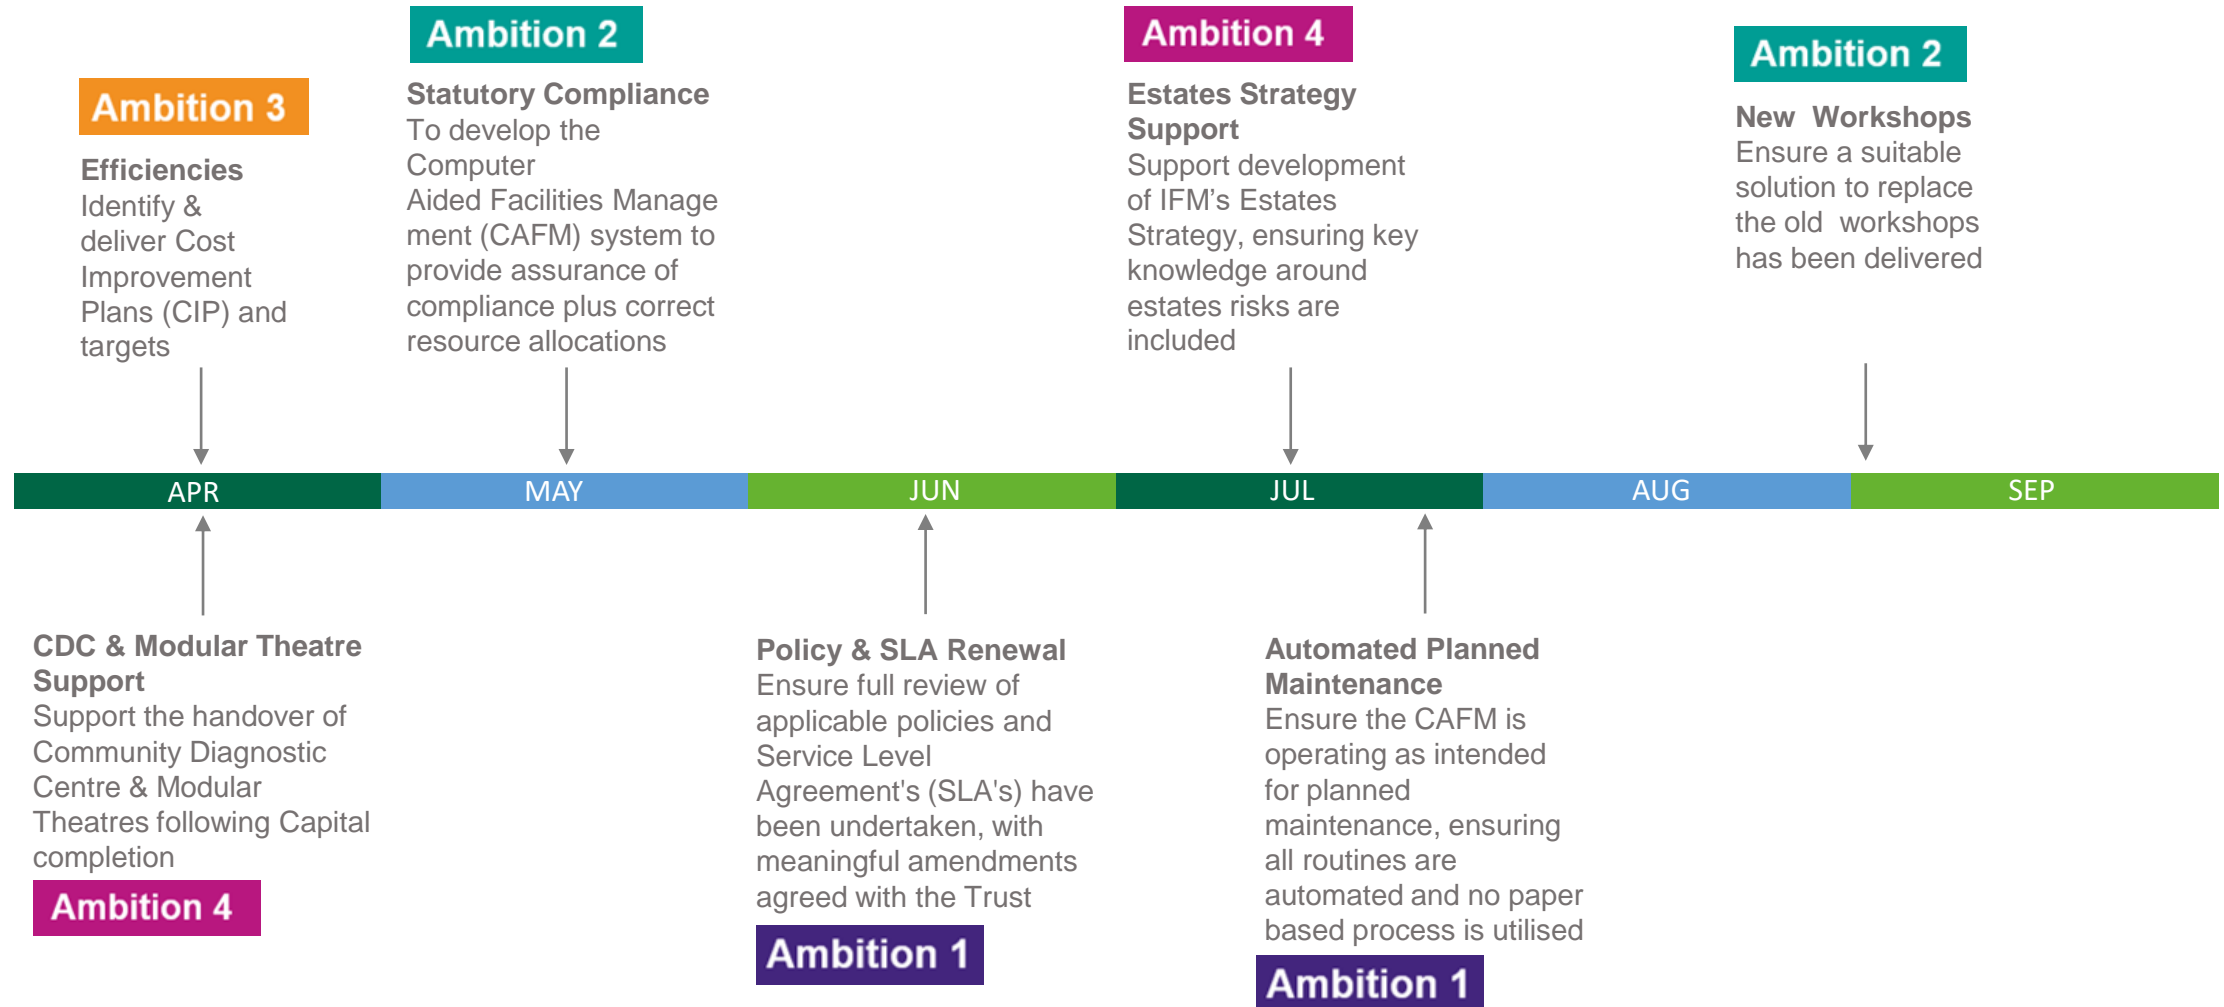 Ambition 3
Efficiencies
Identify &
deliver Cost
Improvement
Plans (CIP) and
targets
Ambition 2
Statutory Compliance
To develop the
Computer
Aided Facilities Manage
ment (CAFM) system to
provide assurance of
compliance plus correct
resource allocations
Ambition 4
Estates Strategy
Support
Support development
of IFM’s Estates
Strategy, ensuring key
knowledge around
estates risks are
included
Ambition 2
New Workshops
Ensure a suitable
solution to replace
the old workshops
has been delivered
APR
MAY
JUN
JUL
AUG
SEP
CDC & Modular Theatre
Support
Support the handover of
Community Diagnostic
Centre & Modular
Theatres following Capital
completion
Ambition 4
Policy & SLA Renewal
Ensure full review of
applicable policies and
Service Level
Agreement's (SLA's) have
been undertaken, with
meaningful amendments
agreed with the Trust
Ambition 1
Automated Planned
Maintenance
Ensure the CAFM is
operating as intended
for planned
maintenance, ensuring
all routines are
automated and no paper
based process is utilised
Ambition 1